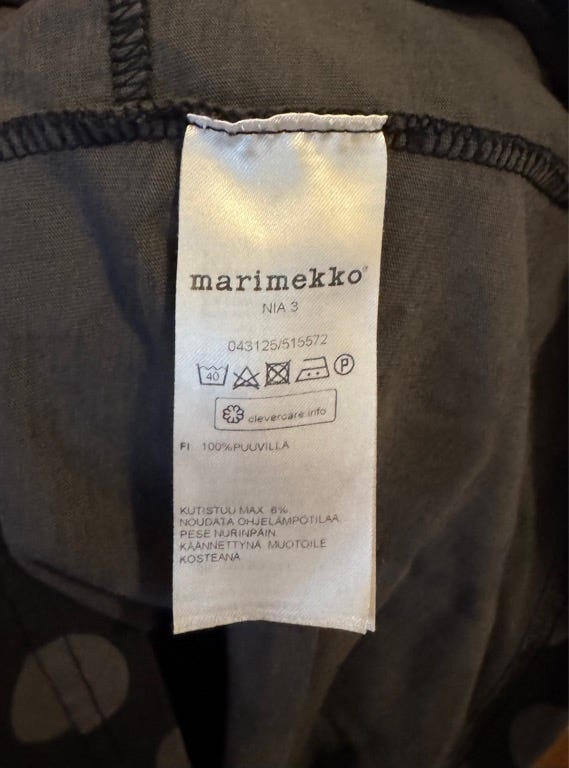 marimekko®
NIA 3
043125/515572
40 P
clevercare.info
FI 100%PUUVILLA
KUTISTUU MAX 6%.
NOUDATA OHJELÄMPÖTILAA.
PESE NURINPÄIN
KÄÄNNETTYNÄ. MUOTOILE
KOSTEANA.